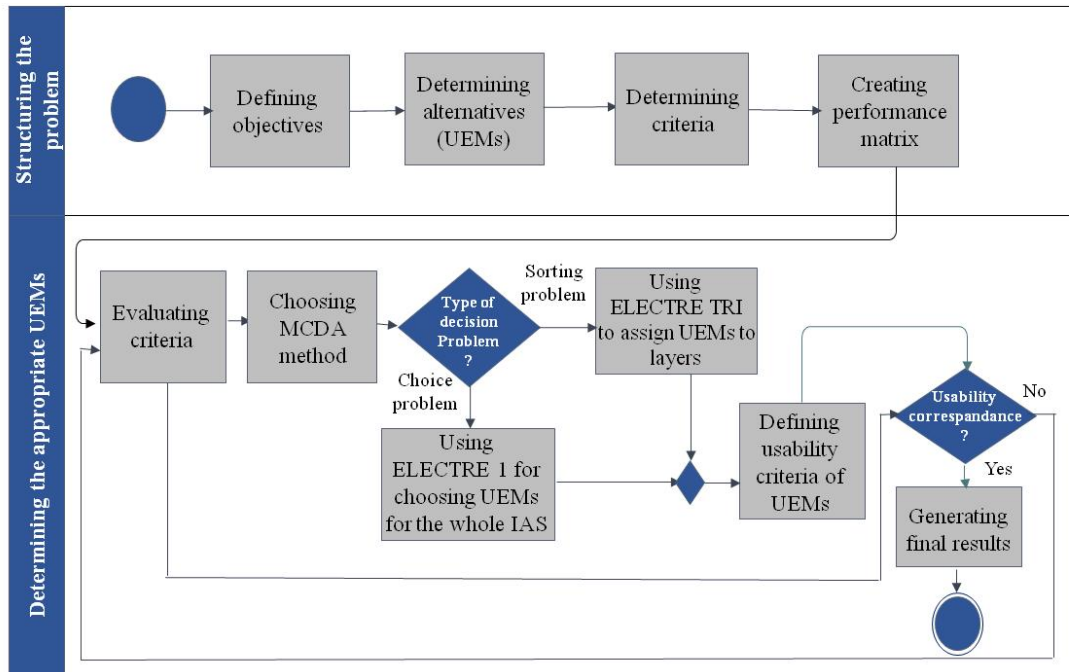 Structuring the
problem
Defining
objectives
Determining
alternatives
(UEMs)
Determining
criteria
Creating
performance
matrix
Determining the appropriate UEMs
Evaluating
criteria
Choosing
MCDA
method
Type of
decision
Problem
?
Sorting
problem
Using
ELECTRE TRI
to assign UEMs to
layers
Choice
problem
Using
ELECTRE 1 for
choosing UEMs
for the whole IAS
Defining
usability
criteria of
UEMs
Usability
correspandance
?
No
Yes
Generating
final results